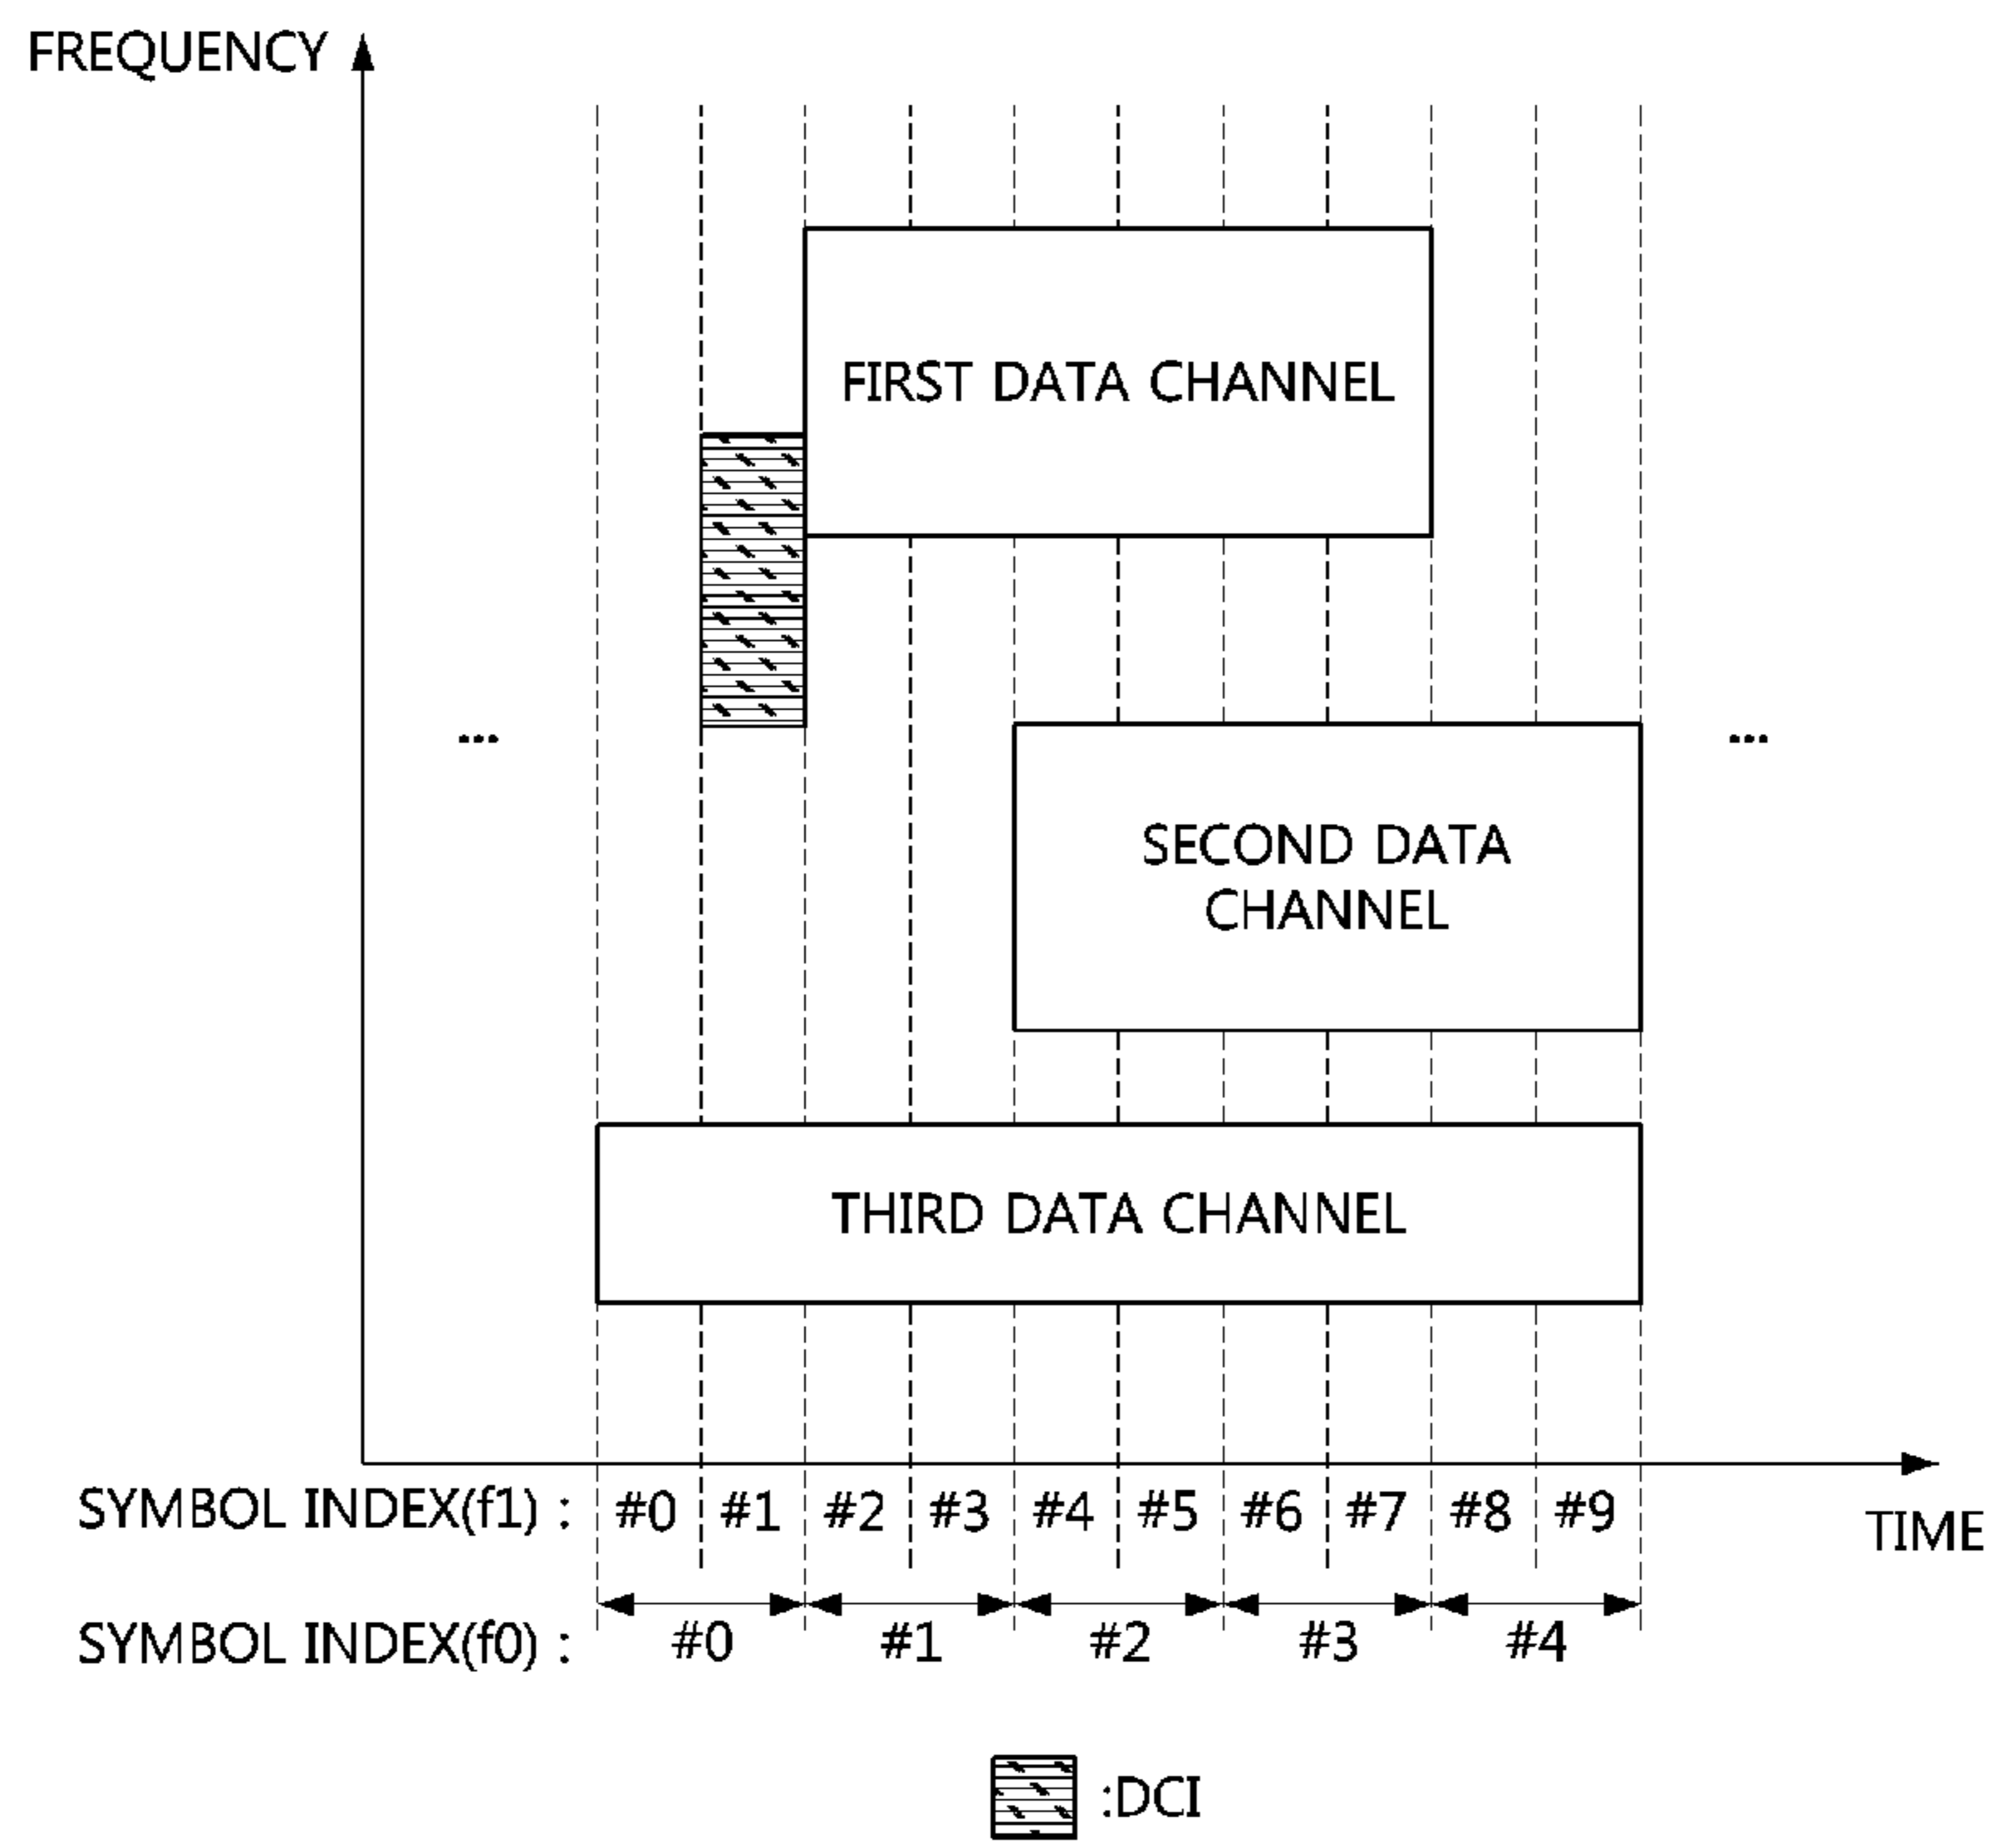 FREQUENCY
FIRST DATA CHANNEL
...
...
SECOND DATA
CHANNEL
THIRD DATA CHANNEL
SYMBOL INDEX(f1) : #0 #1 #2 #3 #4 #5 #6 #7 #8 #9
TIME
SYMBOL INDEX(f0) : #0 #1 #2 #3 #4
:DCI